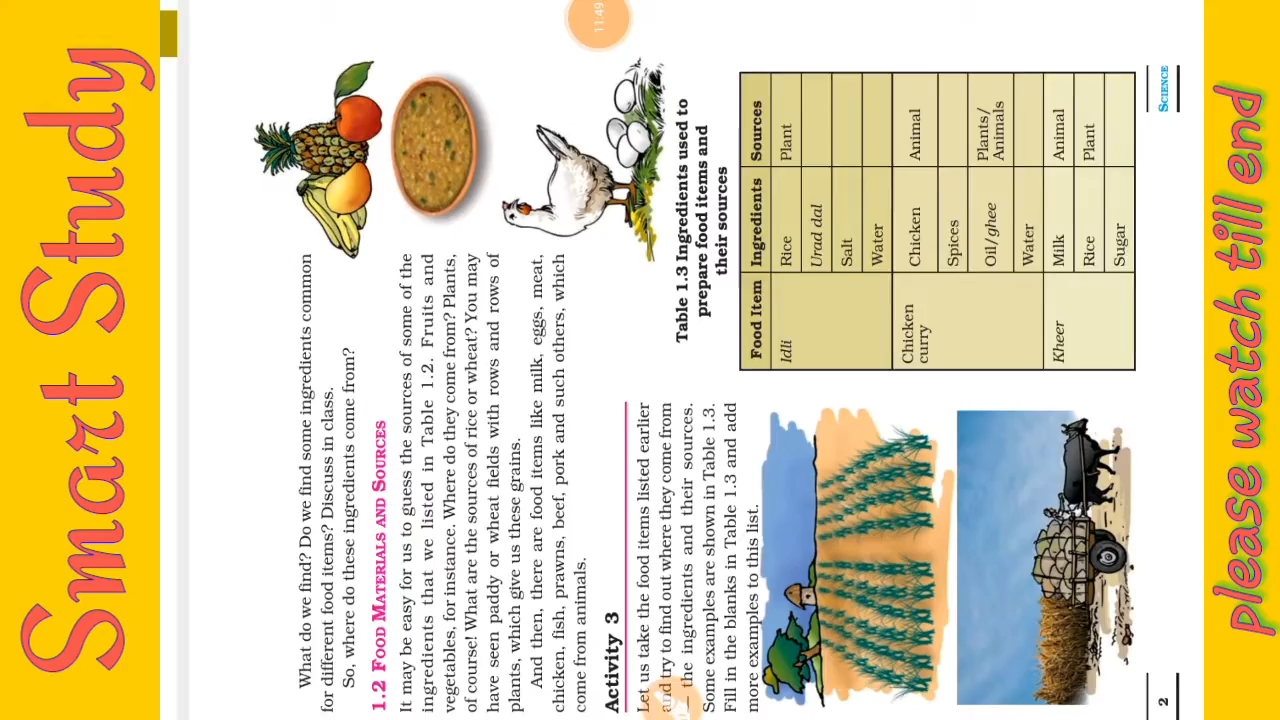 Smart Study
What do we find? Do we find some ingredients common
for different food items? Discuss in class.
So, where do these ingredients come from?
1.2 FOOD MATERIALS AND SOURCES
It may be easy for us to guess the sources of some of the
ingredients that we listed in Table 1.2. Fruits and
vegetables, for instance. Where do they come from? Plants,
of course! What are the sources of rice or wheat? You may
have seen paddy or wheat fields with rows and rows of
plants, which give us these grains.
And then, there are food items like milk, eggs, meat,
chicken, fish, prawns, beef, pork and such others, which
come from animals.
Activity 3
Let us take the food items listed earlier
and try to find out where they come from
— the ingredients and their sources.
Some examples are shown in Table 1.3.
Fill in the blanks in Table 1.3 and add
more examples to this list.
11:49
Table 1.3 Ingredients used to
prepare food items and
their sources
Food Item Ingredients Sources
Idli Rice Plant
Urad dal
Salt
Water
Chicken curry Chicken Animal
Spices
Oil/ghee Plants/
Animals
Water
Kheer Milk Animal
Rice Plant
Sugar
2
SCIENCE
please watch till end